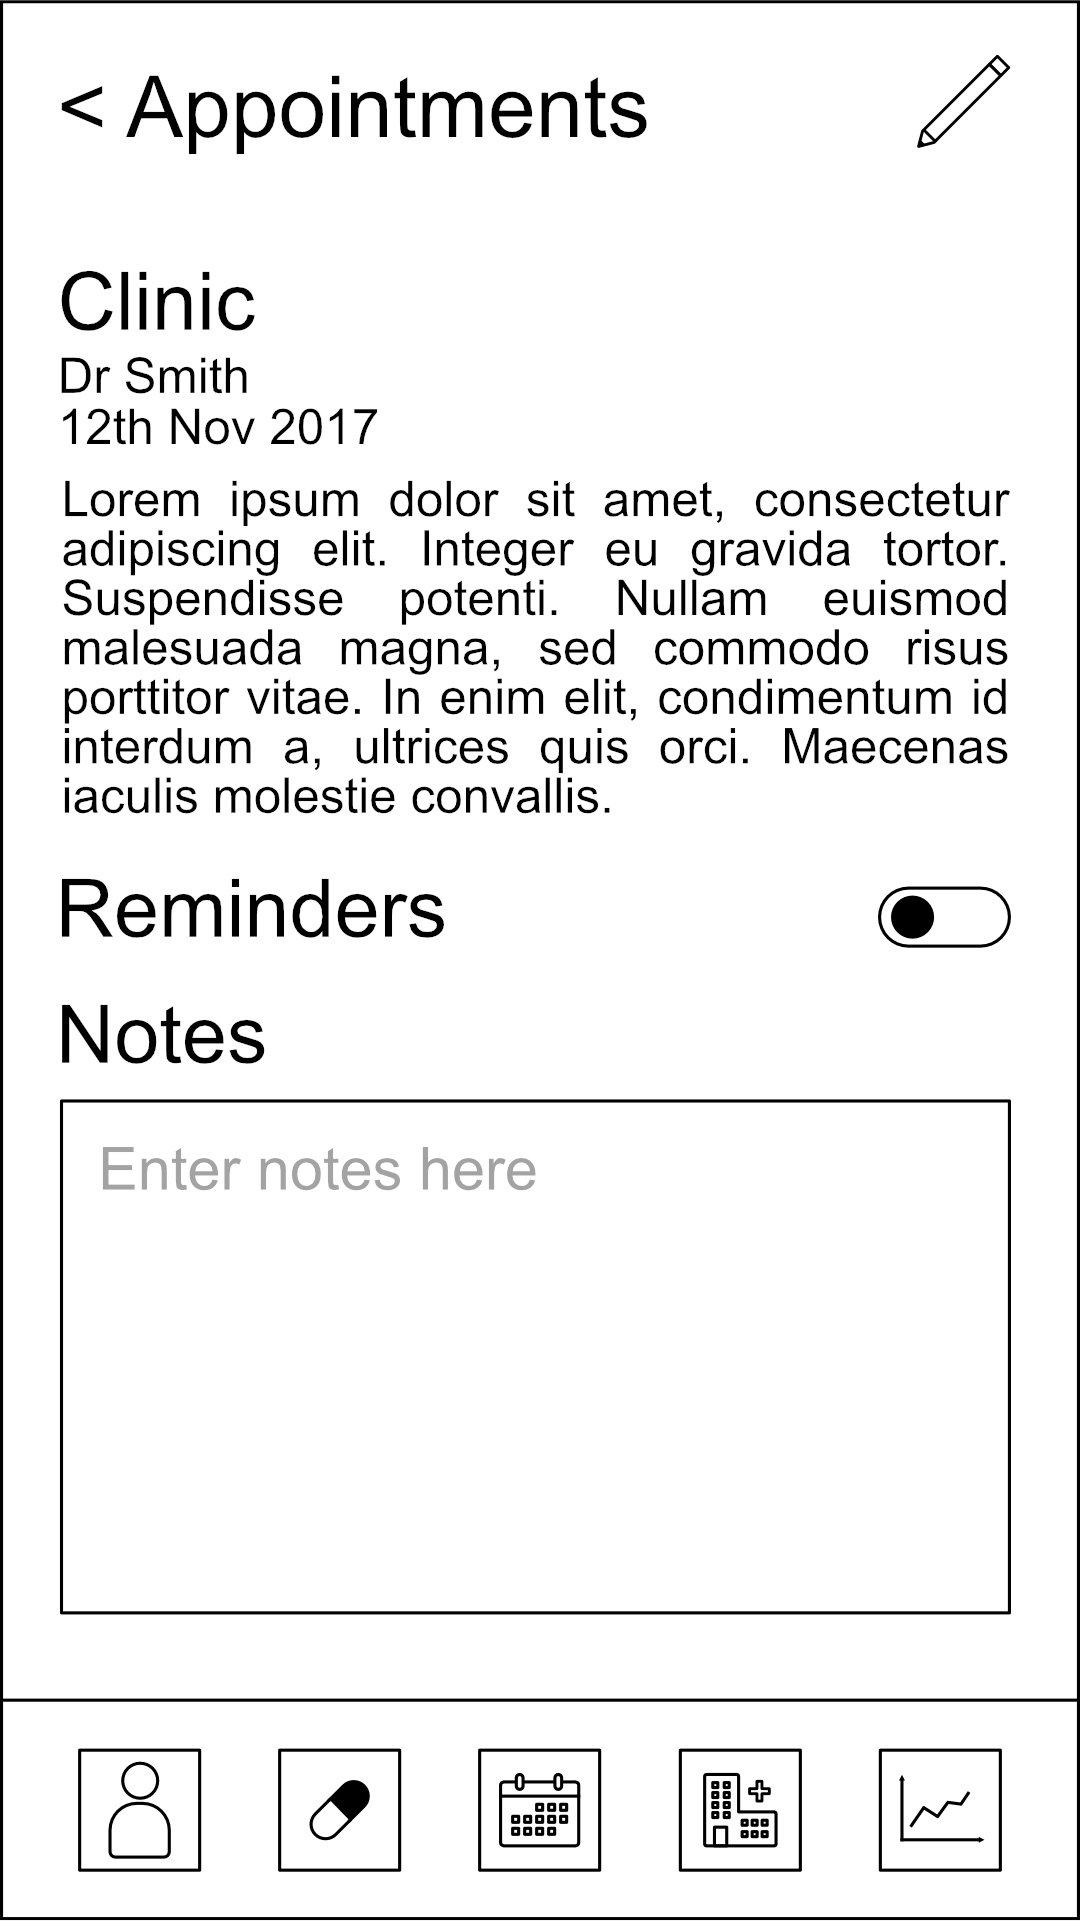 < Appointments
Clinic
Dr Smith
12th Nov 2017
Lorem ipsum dolor sit amet, consectetur
adipiscing elit. Integer eu gravida tortor.
Suspendisse potenti. Nullam euismod
malesuada magna, sed commodo risus
porttitor vitae. In enim elit, condimentum id
interdum a, ultrices quis orci. Maecenas
iaculis molestie convallis.
Reminders
Notes
Enter notes here